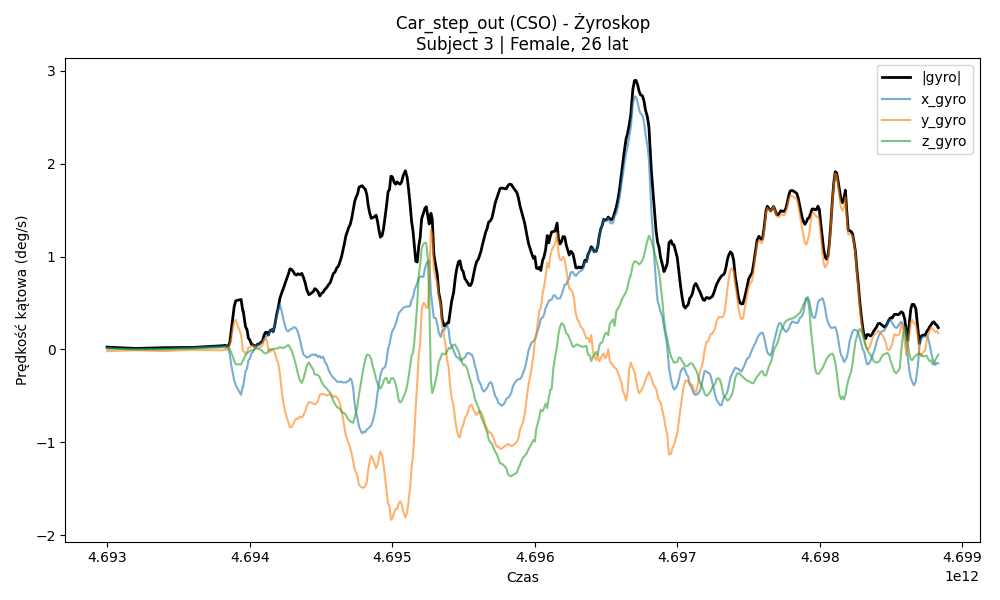 Car_step_out (CSO) - Żyroskop
Subject 3 | Female, 26 lat
|gyro|
x_gyro
y_gyro
z_gyro
Prędkość kątowa (deg/s)
3
2
1
0
−1
−2
4.693 4.694 4.695 4.696 4.697 4.698 4.699
1e12
Czas